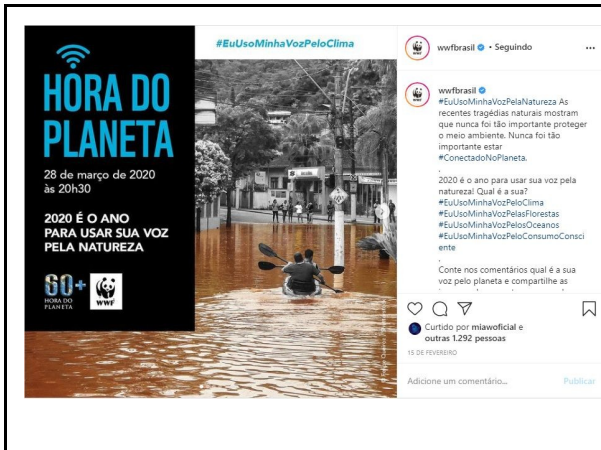 #EuUsoMinhaVozPeloClima
HORA DO
PLANETA
28 de março de 2020
às 20h30
2020 É O ANO
PARA USAR SUA VOZ
PELA NATUREZA
60+
HORA DO
PLANETA
WWF
wwfbrasil • Seguindo
wwfbrasil
#EuUsoMinhaVozPelaNatureza As
recentes tragédias naturais mostram
que nunca foi tão importante proteger
o meio ambiente. Nunca foi tão
importante estar
#ConectadoNoPlaneta.
.
2020 é o ano para usar sua voz pela
natureza! Qual é a sua?
#EuUsoMinhaVozPeloClima
#EuUsoMinhaVozPelasFlorestas
#EuUsoMinhaVozPelosOceanos
#EuUsoMinhaVozPeloConsumoConsci
ente
.
Conte nos comentários qual é a sua
voz pelo planeta e compartilhe as
Curtido por miawoficial e
outras 1.292 pessoas
15 DE FEVEREIRO
Adicione um comentário...
Publicar